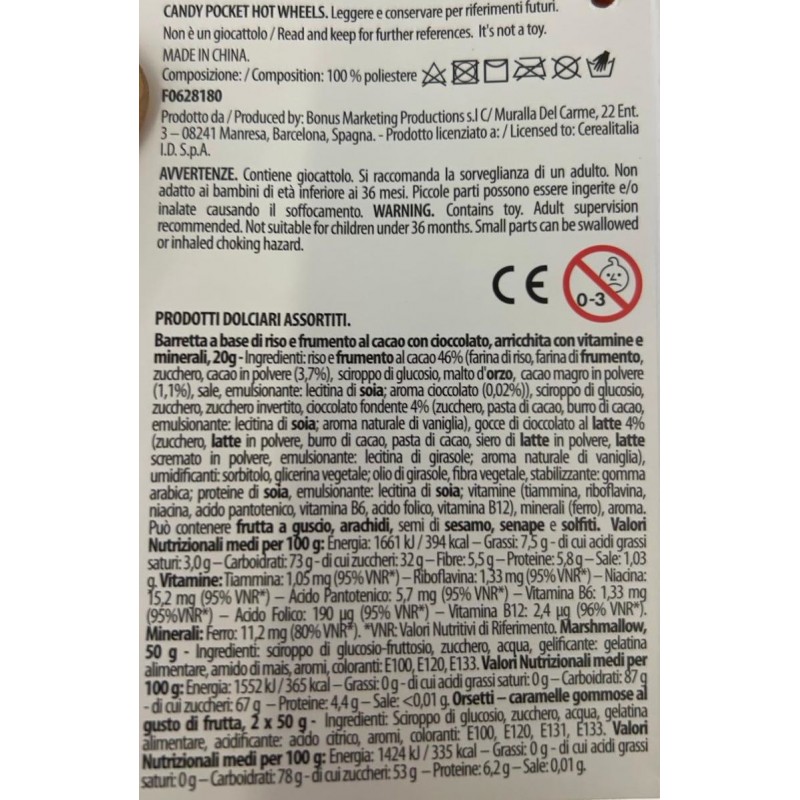 CANDY POCKET HOT WHEELS. Leggere e conservare per riferimenti futuri.
Non è un giocattolo / Read and keep for further references. It's not a toy.
MADE IN CHINA.
Composizione: / Composition: 100 % poliestere
F0628180
Prodotto da / Produced by: Bonus Marketing Productions s.l C/ Muralla Del Carme, 22 Ent.
3 – 08241 Manresa, Barcelona, Spagna. - Prodotto licenziato a: / Licensed to: Cerealitalia
I.D. S.p.A.
AVVERTENZE. Contiene giocattolo. Si raccomanda la sorveglianza di un adulto. Non
adatto ai bambini di età inferiore ai 36 mesi. Piccole parti possono essere ingerite e/o
inalate causando il soffocamento. WARNING. Contains toy. Adult supervision
recommended. Not suitable for children under 36 months. Small parts can be swallowed
or inhaled choking hazard.
CE
0-3
PRODOTTI DOLCIARI ASSORTITI.
Barretta a base di riso e frumento al cacao con cioccolato, arricchita con vitamine e
minerali, 20g - Ingredienti: riso e frumento al cacao 46% (farina di riso, farina di frumento,
zucchero, cacao in polvere (3,7%), sciroppo di glucosio, malto d'orzo, cacao magro in polvere
(1,1%), sale, emulsionante: lecitina di soia; aroma cioccolato (0,02%)), sciroppo di glucosio,
zucchero, zucchero invertito, cioccolato fondente 4% (zucchero, pasta di cacao, burro di cacao,
emulsionante: lecitina di soia; aroma naturale di vaniglia), gocce di cioccolato al latte 4%
(zucchero, latte in polvere, burro di cacao, pasta di cacao, siero di latte in polvere, latte
scremato in polvere, emulsionante: lecitina di girasole; aroma naturale di vaniglia),
umidificanti: sorbitolo, glicerina vegetale; olio di girasole, fibra vegetale, stabilizzante: gomma
arabica; proteine di soia, emulsionante: lecitina di soia; vitamine (tiammina, riboflavina,
niacina, acido pantotenico, vitamina B6, acido folico, vitamina B12), minerali (ferro), aroma.
Può contenere frutta a guscio, arachidi, semi di sesamo, senape e solfiti. Valori
Nutrizionali medi per 100 g: Energia: 1661 kJ / 394 kcal – Grassi: 7,5 g - di cui acidi grassi
saturi: 3,0 g – Carboidrati: 73 g - di cui zuccheri: 32 g – Fibre: 5,5 g – Proteine: 5,8 g – Sale: 1,03
g. Vitamine: Tiammina: 1,05 mg (95% VNR*) – Riboflavina: 1,33 mg (95% VNR*) – Niacina:
15,2 mg (95% VNR*) – Acido Pantotenico: 5,7 mg (95% VNR*) – Vitamina B6: 1,33 mg
(95%VNR*) – Acido Folico: 190 µg (95% VNR*) – Vitamina B12: 2,4 µg (96% VNR*).
Minerali: Ferro: 11,2 mg (80% VNR*). *VNR: Valori Nutritivi di Riferimento. Marshmallow,
50 g - Ingredienti: sciroppo di glucosio-fruttosio, zucchero, acqua, gelificante: gelatina
alimentare, amido di mais, aromi, coloranti: E100, E120, E133. Valori Nutrizionali medi per
100 g: Energia: 1552 kJ / 365 kcal – Grassi: 0 g - di cui acidi grassi saturi: 0 g – Carboidrati: 87 g
- di cui zuccheri: 67 g – Proteine: 4,4 g – Sale: <0,01 g. Orsetti – caramelle gommose al
gusto di frutta, 2 x 50 g - Ingredienti: Sciroppo di glucosio, zucchero, acqua, gelatina
alimentare, acidificante: acido citrico, aromi, coloranti: E100, E120, E131, E133. Valori
Nutrizionali medi per 100 g: Energia: 1424 kJ / 335 kcal – Grassi: 0 g - di cui acidi grassi
saturi: 0 g – Carboidrati: 78 g - di cui zuccheri: 53 g – Proteine: 6,2 g – Sale: 0,01 g.